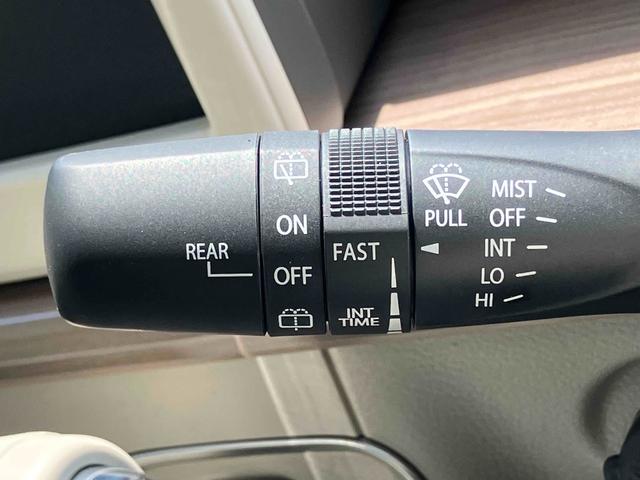 REAR
ON
OFF
FAST
INT
TIME
PULL
MIST
OFF
INT
LO
HI